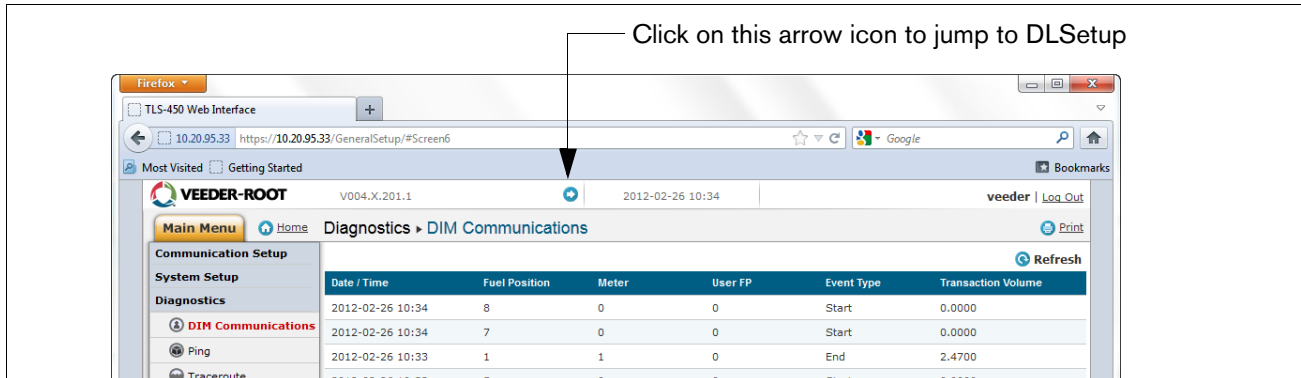 Click on this arrow icon to jump to DLSetup
Firefox
TLS-450 Web Interface
10.20.95.33 https://10.20.95.33/GeneralSetup/#Screen6
Google
Most Visited Getting Started
Bookmarks
VEEDER-ROOT V004.X.201.1 2012-02-26 10:34 veeder | Log Out
Main Menu Home Diagnostics ▸ DIM Communications Print
Communication Setup
Refresh
System Setup
Date / Time Fuel Position Meter User FP Event Type Transaction Volume
Diagnostics
2012-02-26 10:34 8 0 0 Start 0.0000
DIM Communications
2012-02-26 10:34 7 0 0 Start 0.0000
Ping
2012-02-26 10:33 1 1 0 End 2.4700
Traceroute